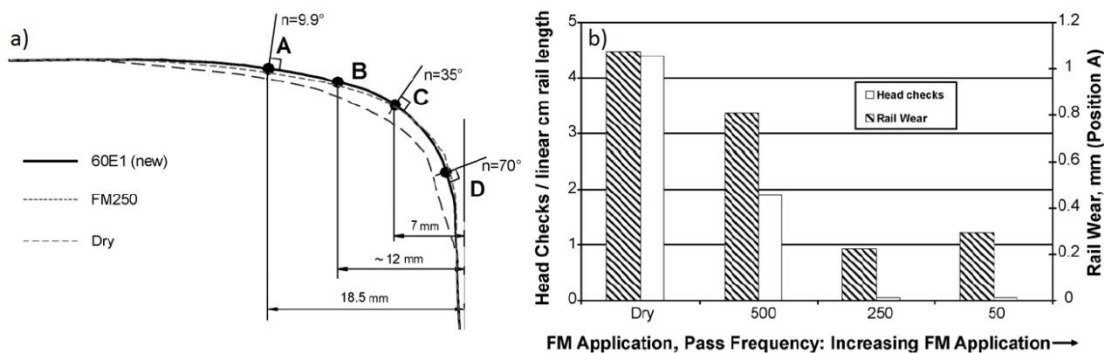 a)
n=9.9°
A
B
n=35°
C
n=70°
D
60E1 (new)
FM250
Dry
7 mm
~ 12 mm
18.5 mm
b)
Head Checks / linear cm rail length
5
4
3
2
1
0
Head checks
Rail Wear
1.2
1
0.8
0.6
0.4
0.2
0
Rail Wear, mm (Position A)
Dry
500
250
50
FM Application, Pass Frequency: Increasing FM Application→